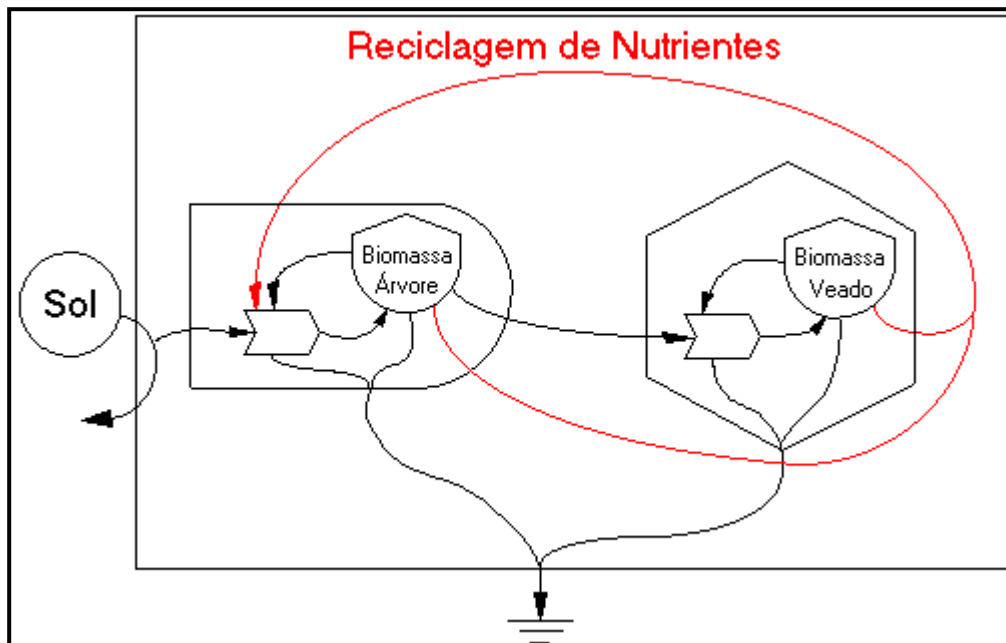 Reciclagem de Nutrientes
Sol
Biomassa
Árvore
Biomassa
Veado